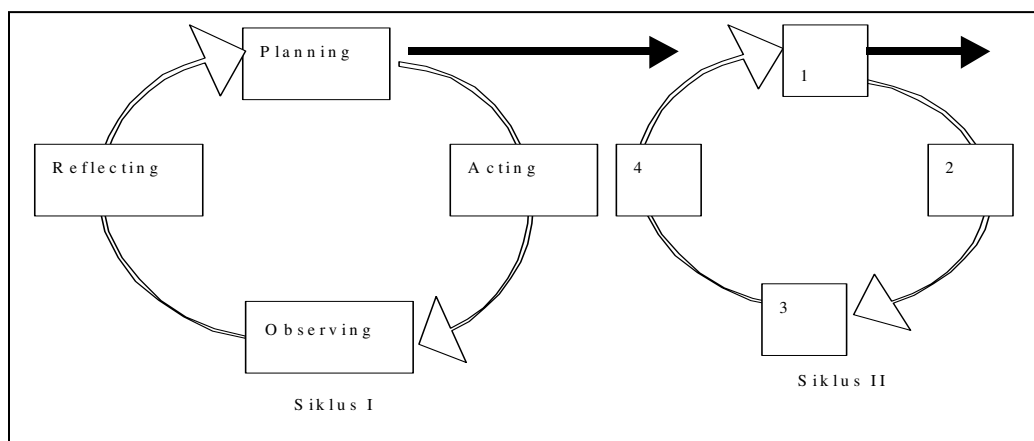 Planning
Reflecting
Acting
Observing
Siklus I
1
4
2
3
Siklus II